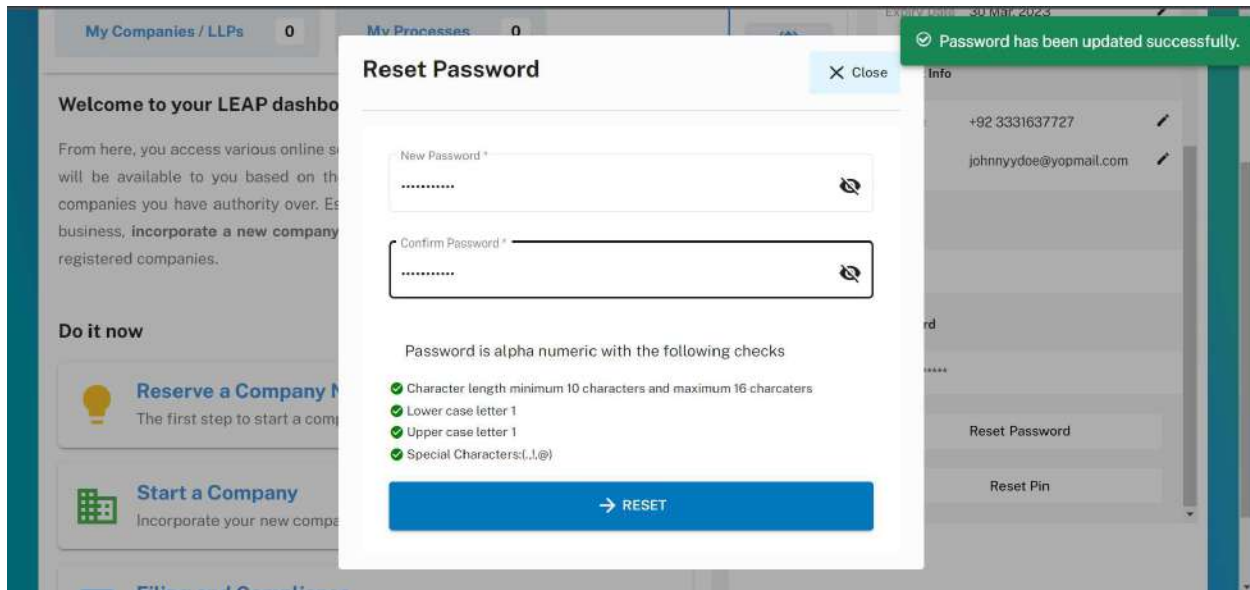 My Companies / LLPs 0
My Processes 0
Expiry Date 30 Mar, 2023
Password has been updated successfully.
Reset Password
Close
Info
Welcome to your LEAP dashbo
+92 3331637727
From here, you access various online s
New Password *
johnnyydoe@yopmail.com
will be available to you based on th
•••••••••••
companies you have authority over. Es
business, incorporate a new company
Confirm Password *
registered companies.
•••••••••••
Do it now
rd
Password is alpha numeric with the following checks
*****
Character length minimum 10 characters and maximum 16 charcaters
Reserve a Company N
Lower case letter 1
The first step to start a comp
Upper case letter 1
Reset Password
Special Characters:(.,!,@)
Start a Company
Reset Pin
RESET
Incorporate your new compa